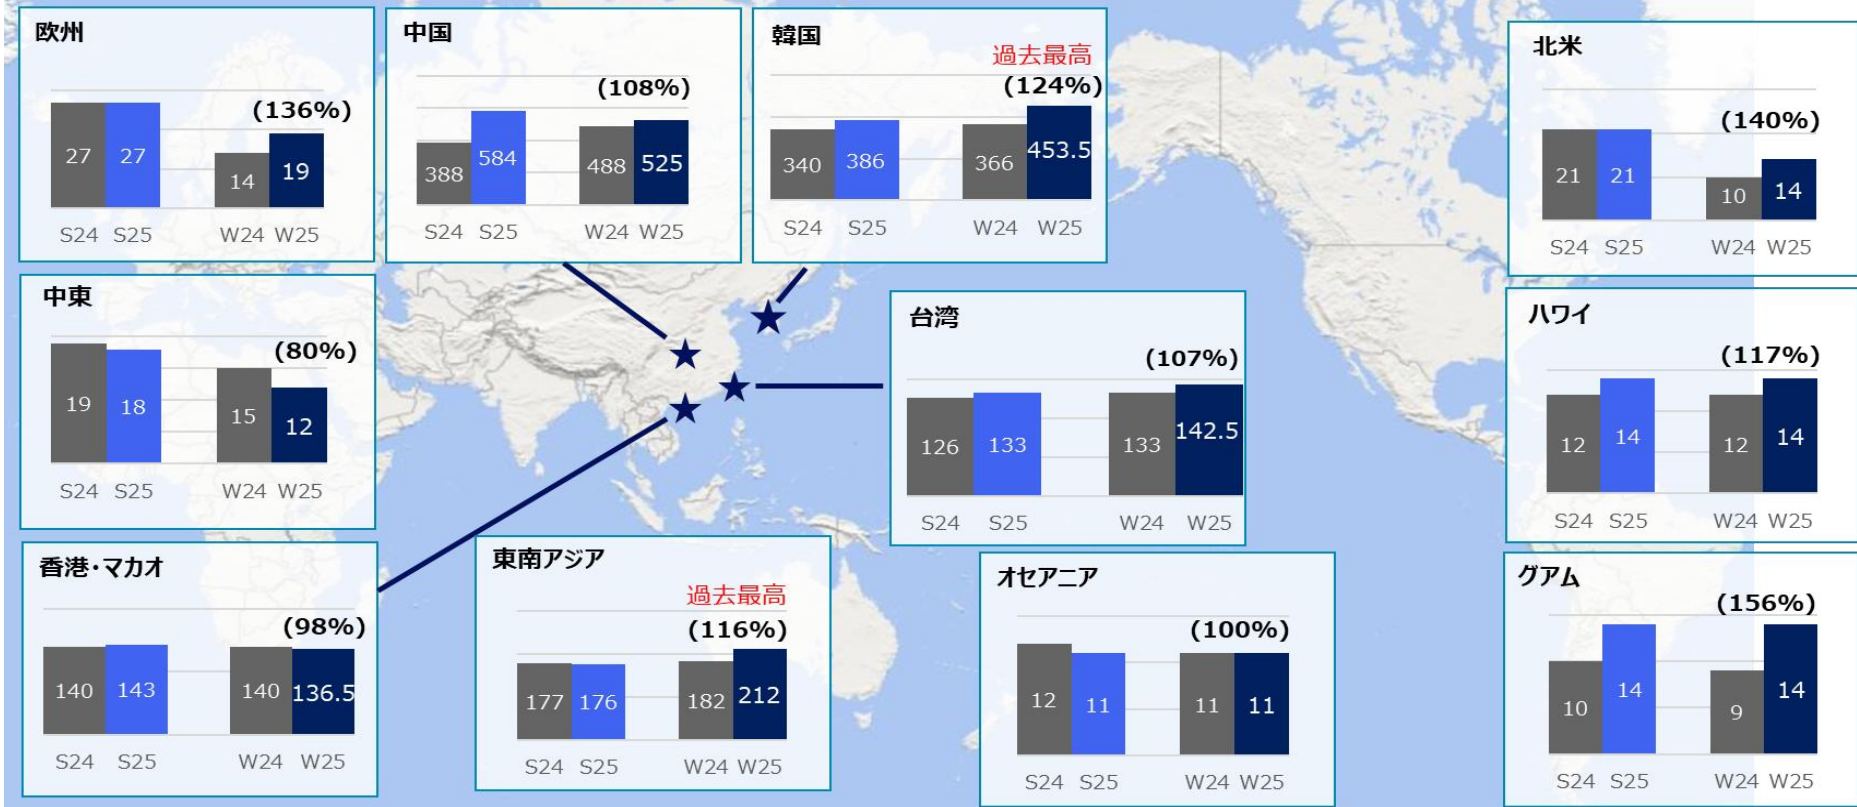 欧州
(136%)
27 27 14 19
S24 S25 W24 W25
中国
(108%)
388 584 488 525
S24 S25 W24 W25
韓国
過去最高
(124%)
340 386 366 453.5
S24 S25 W24 W25
北米
(140%)
21 21 10 14
S24 S25 W24 W25
中東
(80%)
19 18 15 12
S24 S25 W24 W25
台湾
(107%)
126 133 133 142.5
S24 S25 W24 W25
ハワイ
(117%)
12 14 12 14
S24 S25 W24 W25
香港・マカオ
(98%)
140 143 140 136.5
S24 S25 W24 W25
東南アジア
過去最高
(116%)
177 176 182 212
S24 S25 W24 W25
オセアニア
(100%)
12 11 11 11
S24 S25 W24 W25
グアム
(156%)
10 14 9 14
S24 S25 W24 W25